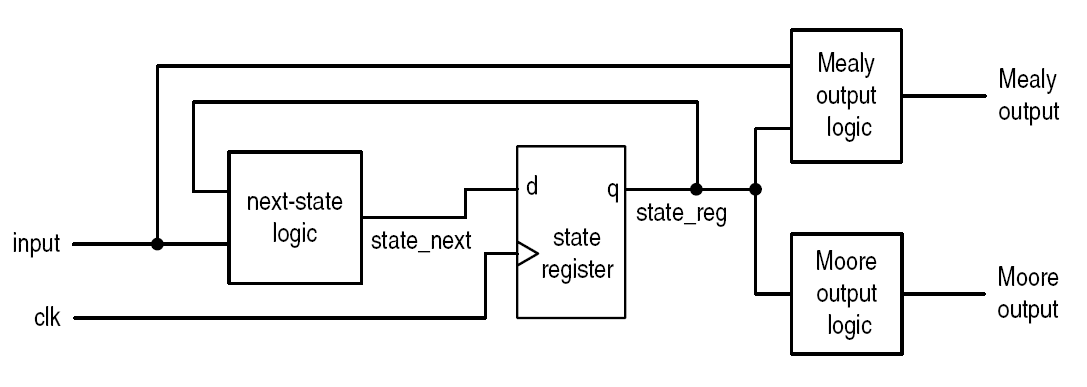 Mealy
output
logic
Mealy
output
next-state
logic
d
q
state_reg
input
state_next
state
register
clk
Moore
output
logic
Moore
output